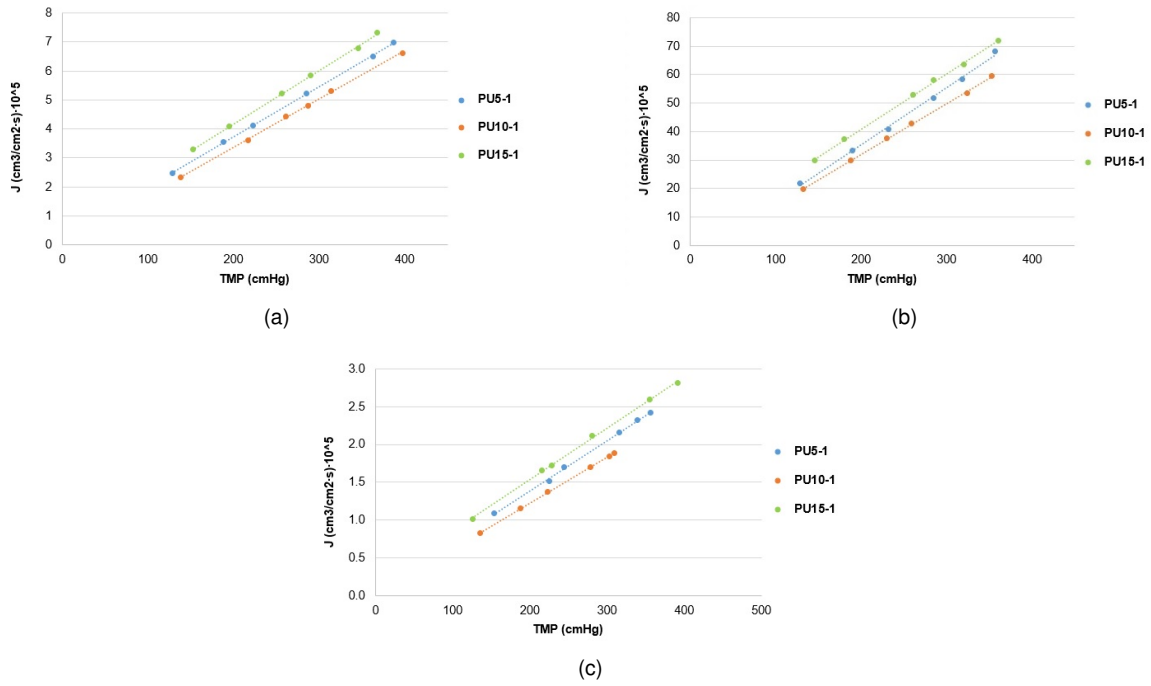 8
7
6
5
4
3
2
1
0
J (cm3/cm2·s)·10^5
0 100 200 300 400
TMP (cmHg)
PU5-1
PU10-1
PU15-1
(a)
80
70
60
50
40
30
20
10
0
J (cm3/cm2·s)·10^5
0 100 200 300 400
TMP (cmHg)
PU5-1
PU10-1
PU15-1
(b)
3.0
2.5
2.0
1.5
1.0
0.5
0.0
J (cm3/cm2·s)·10^5
0 100 200 300 400 500
TMP (cmHg)
PU5-1
PU10-1
PU15-1
(c)